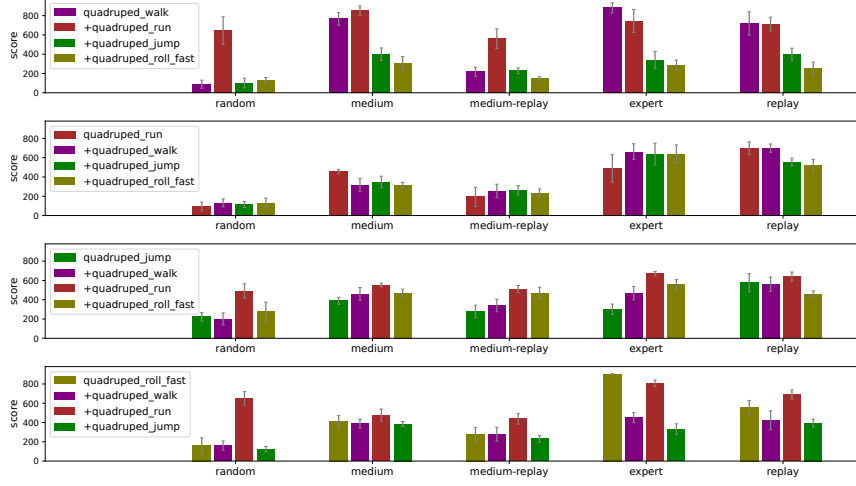 quadruped_walk
+quadruped_run
+quadruped_jump
+quadruped_roll_fast
score
800
600
400
200
0
random medium medium-replay expert replay
quadruped_run
+quadruped_walk
+quadruped_jump
+quadruped_roll_fast
score
800
600
400
200
0
random medium medium-replay expert replay
quadruped_jump
+quadruped_walk
+quadruped_run
+quadruped_roll_fast
score
800
600
400
200
0
random medium medium-replay expert replay
quadruped_roll_fast
+quadruped_walk
+quadruped_run
+quadruped_jump
score
800
600
400
200
0
random medium medium-replay expert replay